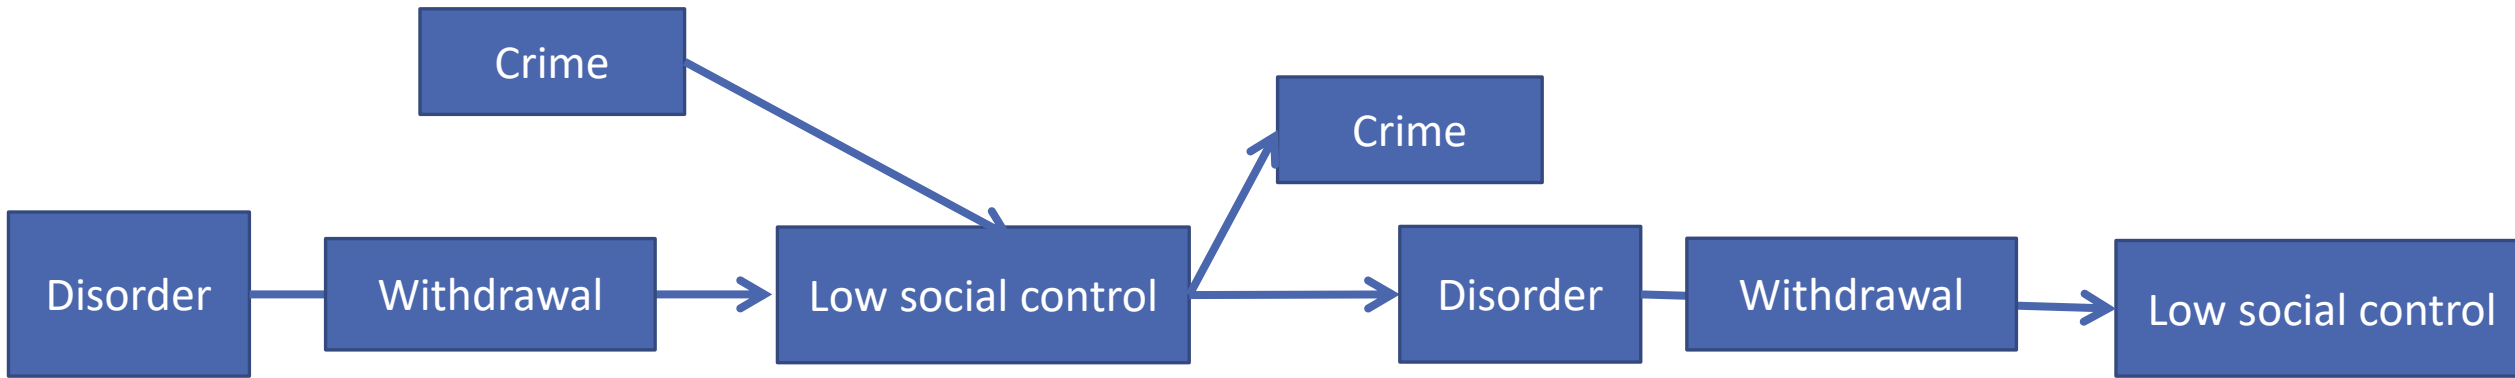 Crime
Crime
Disorder
Withdrawal
Low social control
Disorder
Withdrawal
Low social control